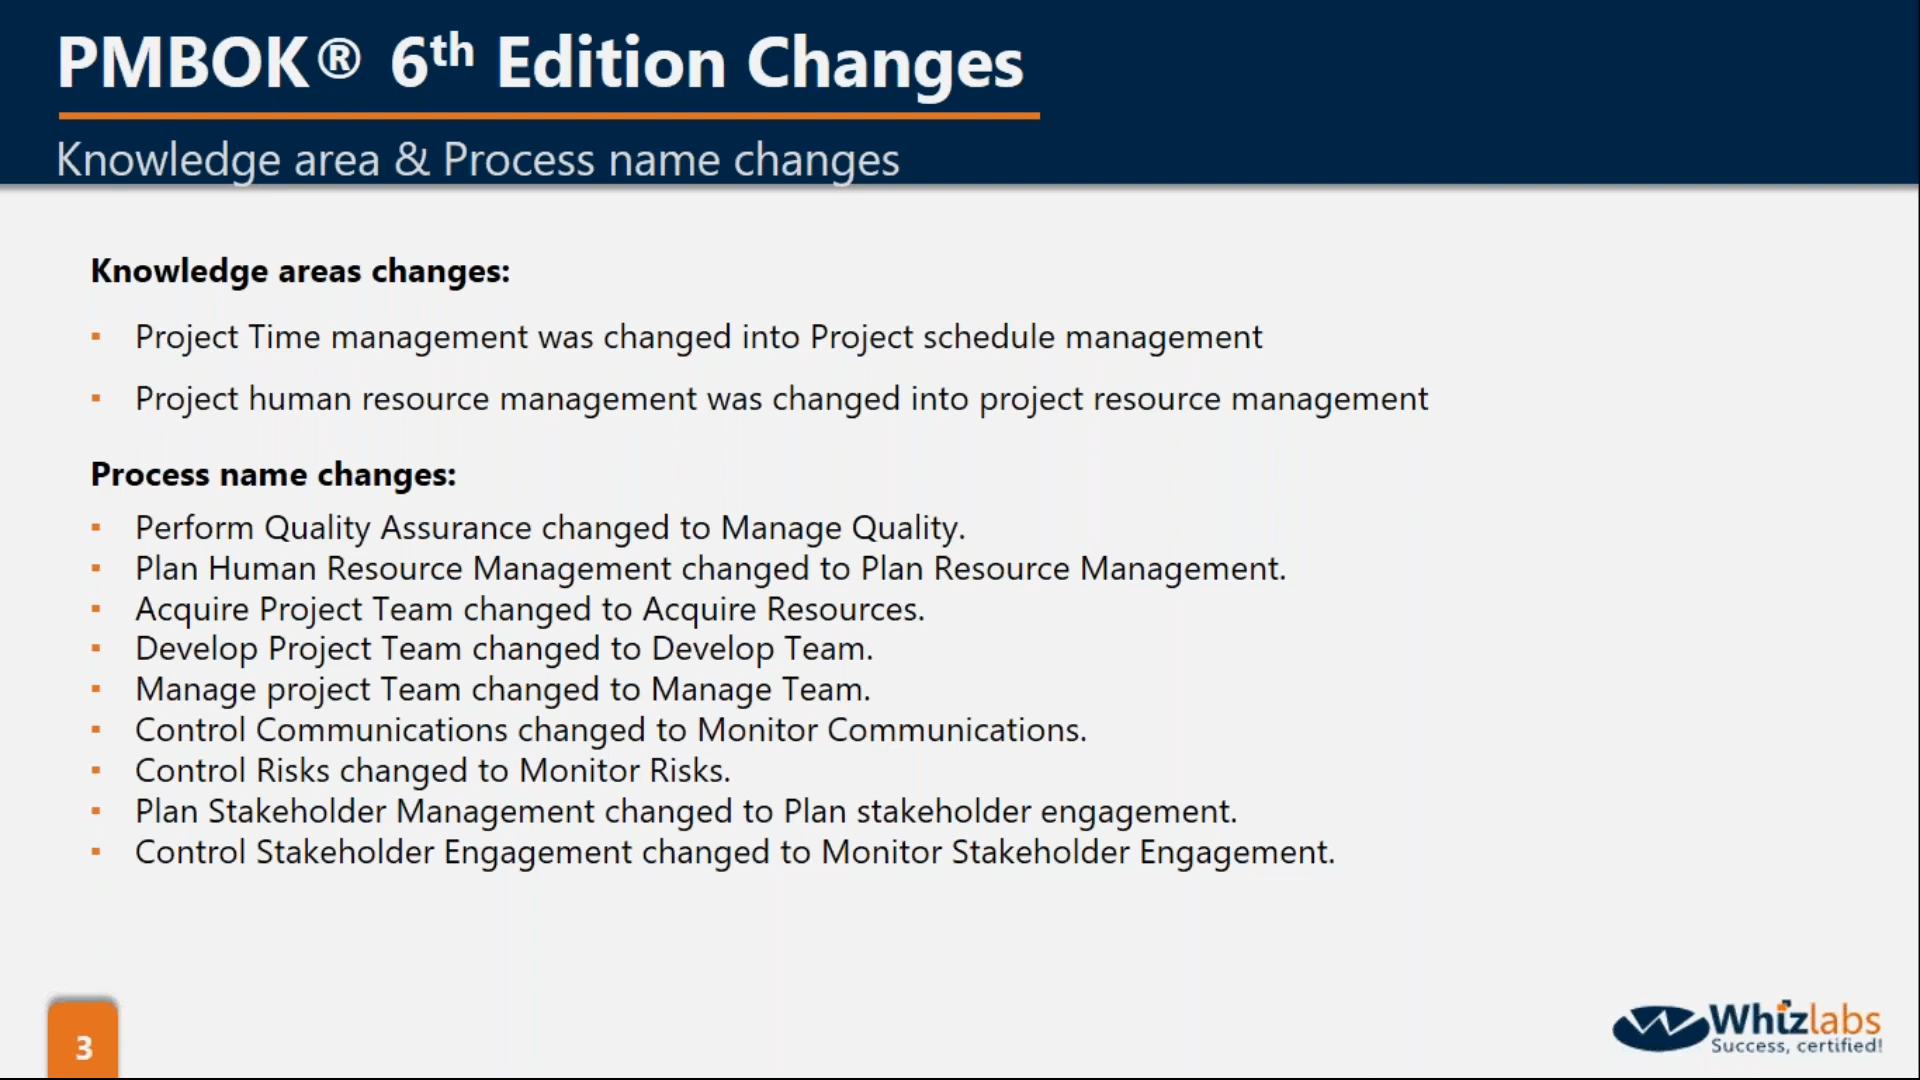 PMBOK® 6th Edition Changes
Knowledge area & Process name changes
Knowledge areas changes:
▪ Project Time management was changed into Project schedule management
▪ Project human resource management was changed into project resource management
Process name changes:
▪ Perform Quality Assurance changed to Manage Quality.
▪ Plan Human Resource Management changed to Plan Resource Management.
▪ Acquire Project Team changed to Acquire Resources.
▪ Develop Project Team changed to Develop Team.
▪ Manage project Team changed to Manage Team.
▪ Control Communications changed to Monitor Communications.
▪ Control Risks changed to Monitor Risks.
▪ Plan Stakeholder Management changed to Plan stakeholder engagement.
▪ Control Stakeholder Engagement changed to Monitor Stakeholder Engagement.
3
Whizlabs
Success, certified!